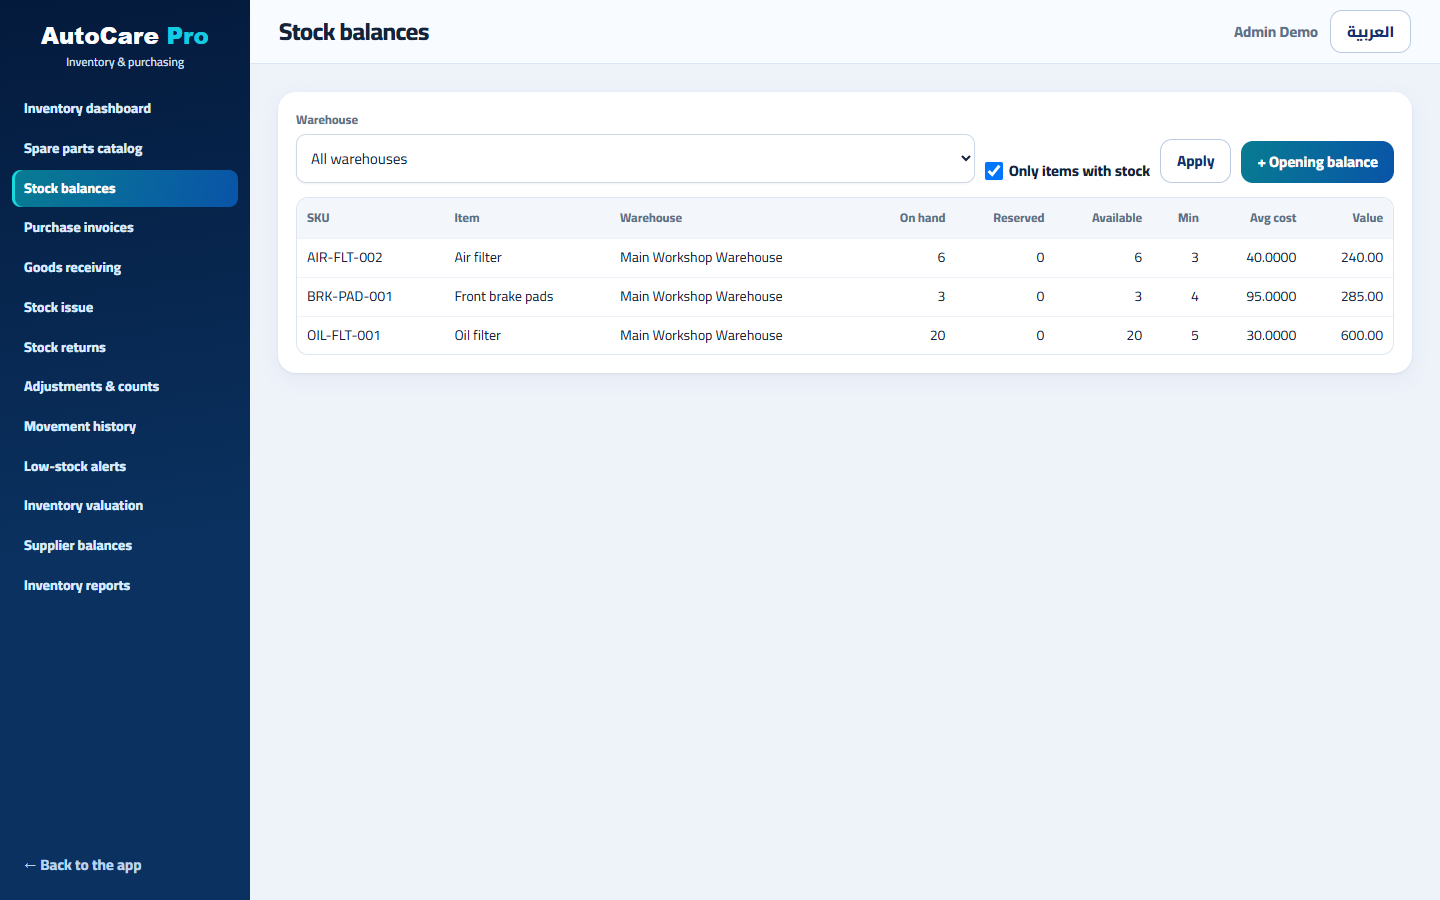 AutoCare Pro
Inventory & purchasing
Inventory dashboard
Spare parts catalog
Stock balances
Purchase invoices
Goods receiving
Stock issue
Stock returns
Adjustments & counts
Movement history
Low-stock alerts
Inventory valuation
Supplier balances
Inventory reports
← Back to the app
Stock balances
Admin Demo العربية
Warehouse
All warehouses
Only items with stock Apply + Opening balance
SKU Item Warehouse On hand Reserved Available Min Avg cost Value
AIR-FLT-002 Air filter Main Workshop Warehouse 6 0 6 3 40.0000 240.00
BRK-PAD-001 Front brake pads Main Workshop Warehouse 3 0 3 4 95.0000 285.00
OIL-FLT-001 Oil filter Main Workshop Warehouse 20 0 20 5 30.0000 600.00